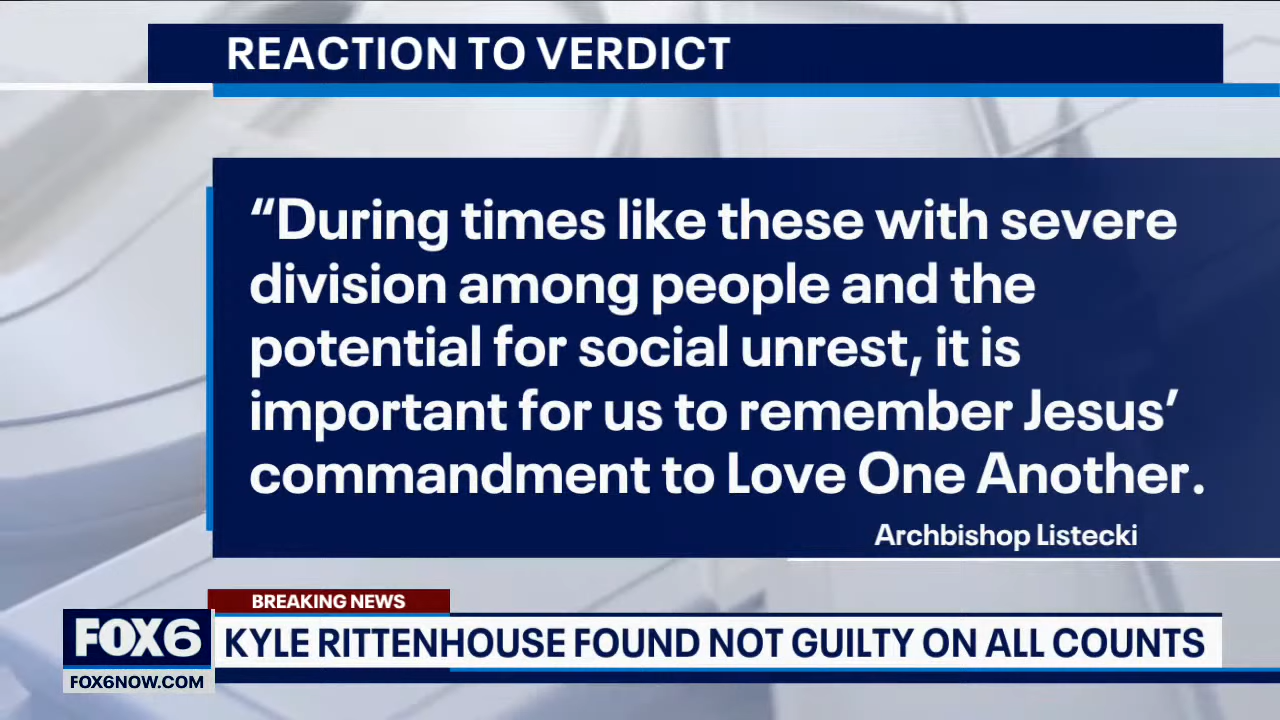 REACTION TO VERDICT
“During times like these with severe
division among people and the
potential for social unrest, it is
important for us to remember Jesus’
commandment to Love One Another.
Archbishop Listecki
BREAKING NEWS
FOX6
KYLE RITTENHOUSE FOUND NOT GUILTY ON ALL COUNTS
FOX6NOW.COM